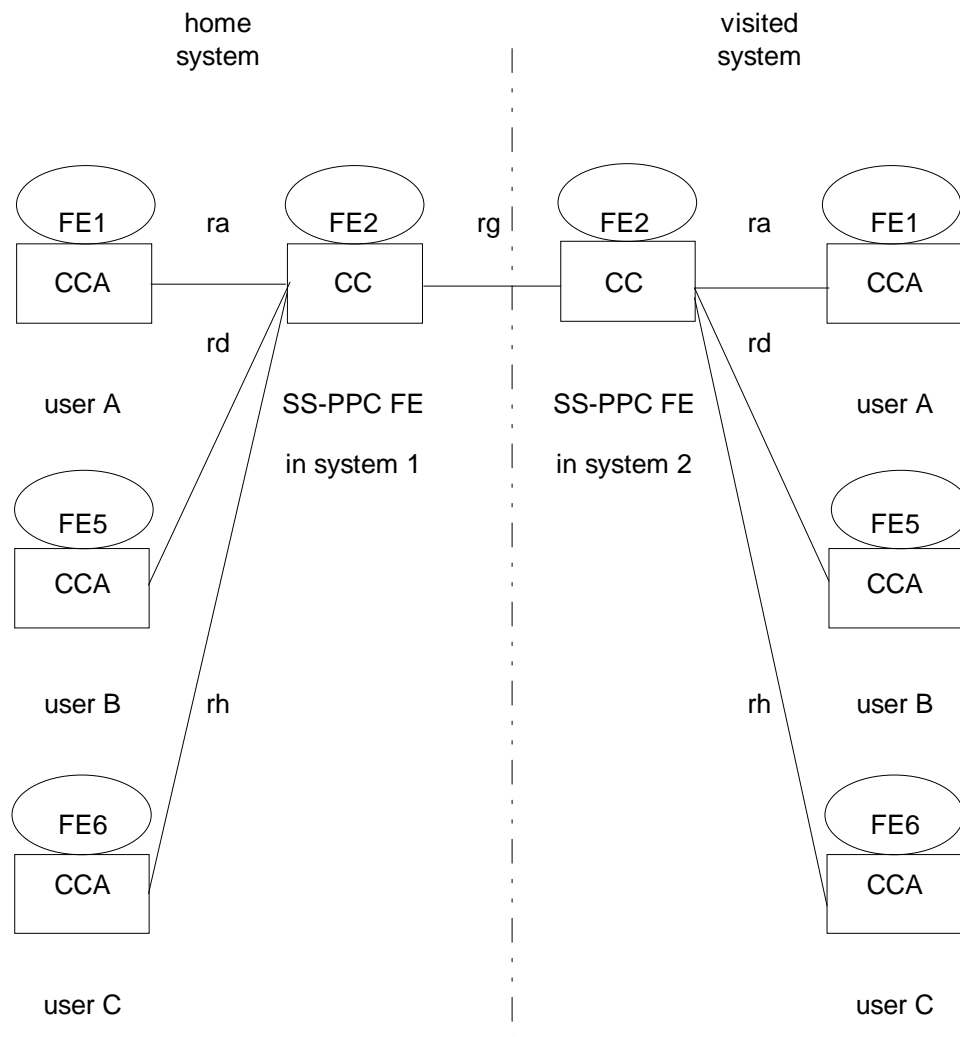 home
system
visited
system
FE1
ra
FE2
rg
FE2
ra
FE1
CCA
CC
CC
CCA
rd
rd
user A
SS-PPC FE
in system 1
SS-PPC FE
in system 2
user A
FE5
FE5
CCA
CCA
user B
rh
rh
user B
FE6
FE6
CCA
CCA
user C
user C